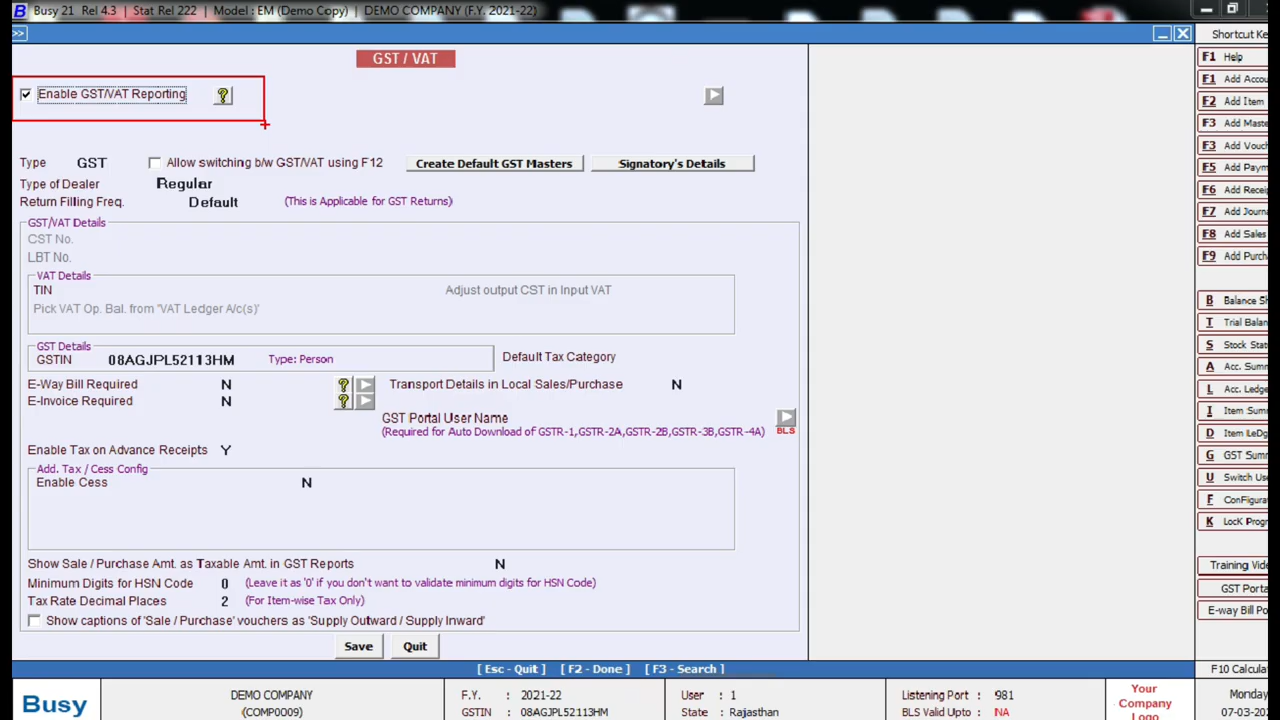 Busy 21 Rel 4.3 | Stat Rel 222 | Model : EM (Demo Copy) | DEMO COMPANY (F.Y. 2021-22)
>>
GST / VAT
Enable GST/VAT Reporting ?
Type GST Allow switching b/w GST/VAT using F12 Create Default GST Masters Signatory's Details
Type of Dealer Regular
Return Filling Freq. Default (This is Applicable for GST Returns)
GST/VAT Details
CST No.
LBT No.
VAT Details
TIN Adjust output CST in Input VAT
Pick VAT Op. Bal. from 'VAT Ledger A/c(s)'
GST Details
GSTIN 08AGJPL52113HM Type: Person Default Tax Category
E-Way Bill Required N ? Transport Details in Local Sales/Purchase N
E-Invoice Required N ?
GST Portal User Name
(Required for Auto Download of GSTR-1,GSTR-2A,GSTR-2B,GSTR-3B,GSTR-4A) BLS
Enable Tax on Advance Receipts Y
Add. Tax / Cess Config
Enable Cess N
Show Sale / Purchase Amt. as Taxable Amt. in GST Reports N
Minimum Digits for HSN Code 0 (Leave it as '0' if you don't want to validate minimum digits for HSN Code)
Tax Rate Decimal Places 2 (For Item-wise Tax Only)
Show captions of 'Sale / Purchase' vouchers as 'Supply Outward / Supply Inward'
Save Quit
[ Esc - Quit ] [ F2 - Done ] [ F3 - Search ]
Shortcut Ke
F1 Help
F1 Add Accou
F2 Add Item
F3 Add Maste
F3 Add Vouc
F5 Add Paym
F6 Add Receip
F7 Add Journa
F8 Add Sales
F9 Add Purch
B Balance Sh
T Trial Balan
S Stock Stat
A Acc. Summ
L Acc. Ledge
I Item Summ
D Item LeDg
G GST Summ
U Switch Use
F ConFigura
K LocK Progr
Training Vide
GST Porta
E-way Bill Po
F10 Calcula
Busy DEMO COMPANY F.Y. : 2021-22 User : 1 Listening Port : 981 Your Monday
(COMP0009) GSTIN : 08AGJPL52113HM State : Rajasthan BLS Valid Upto : NA Company 07-03-20
Logo